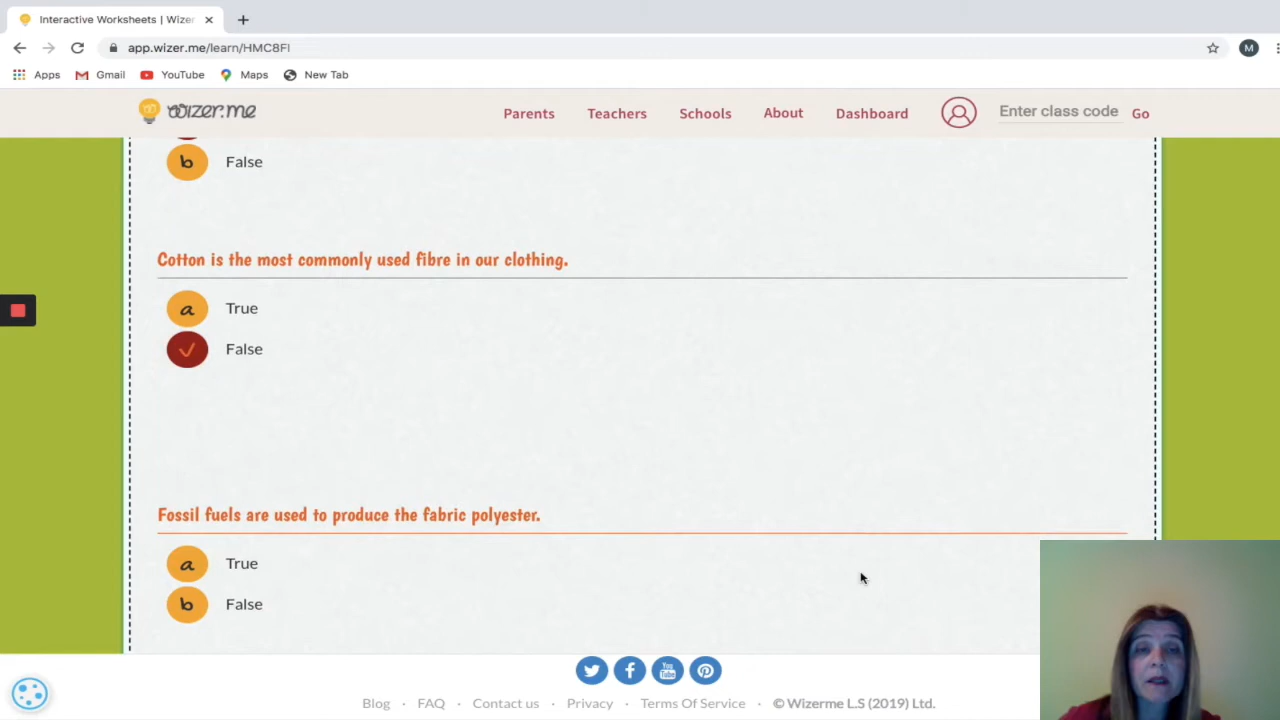 Interactive Worksheets | Wizer
app.wizer.me/learn/HMC8FI
M
Apps Gmail YouTube Maps New Tab
wizer.me Parents Teachers Schools About Dashboard Enter class code Go
b False
Cotton is the most commonly used fibre in our clothing.
a True
False
Fossil fuels are used to produce the fabric polyester.
a True
b False
You Tube
Blog · FAQ · Contact us · Privacy · Terms Of Service · © Wizerme L.S (2019) Ltd.